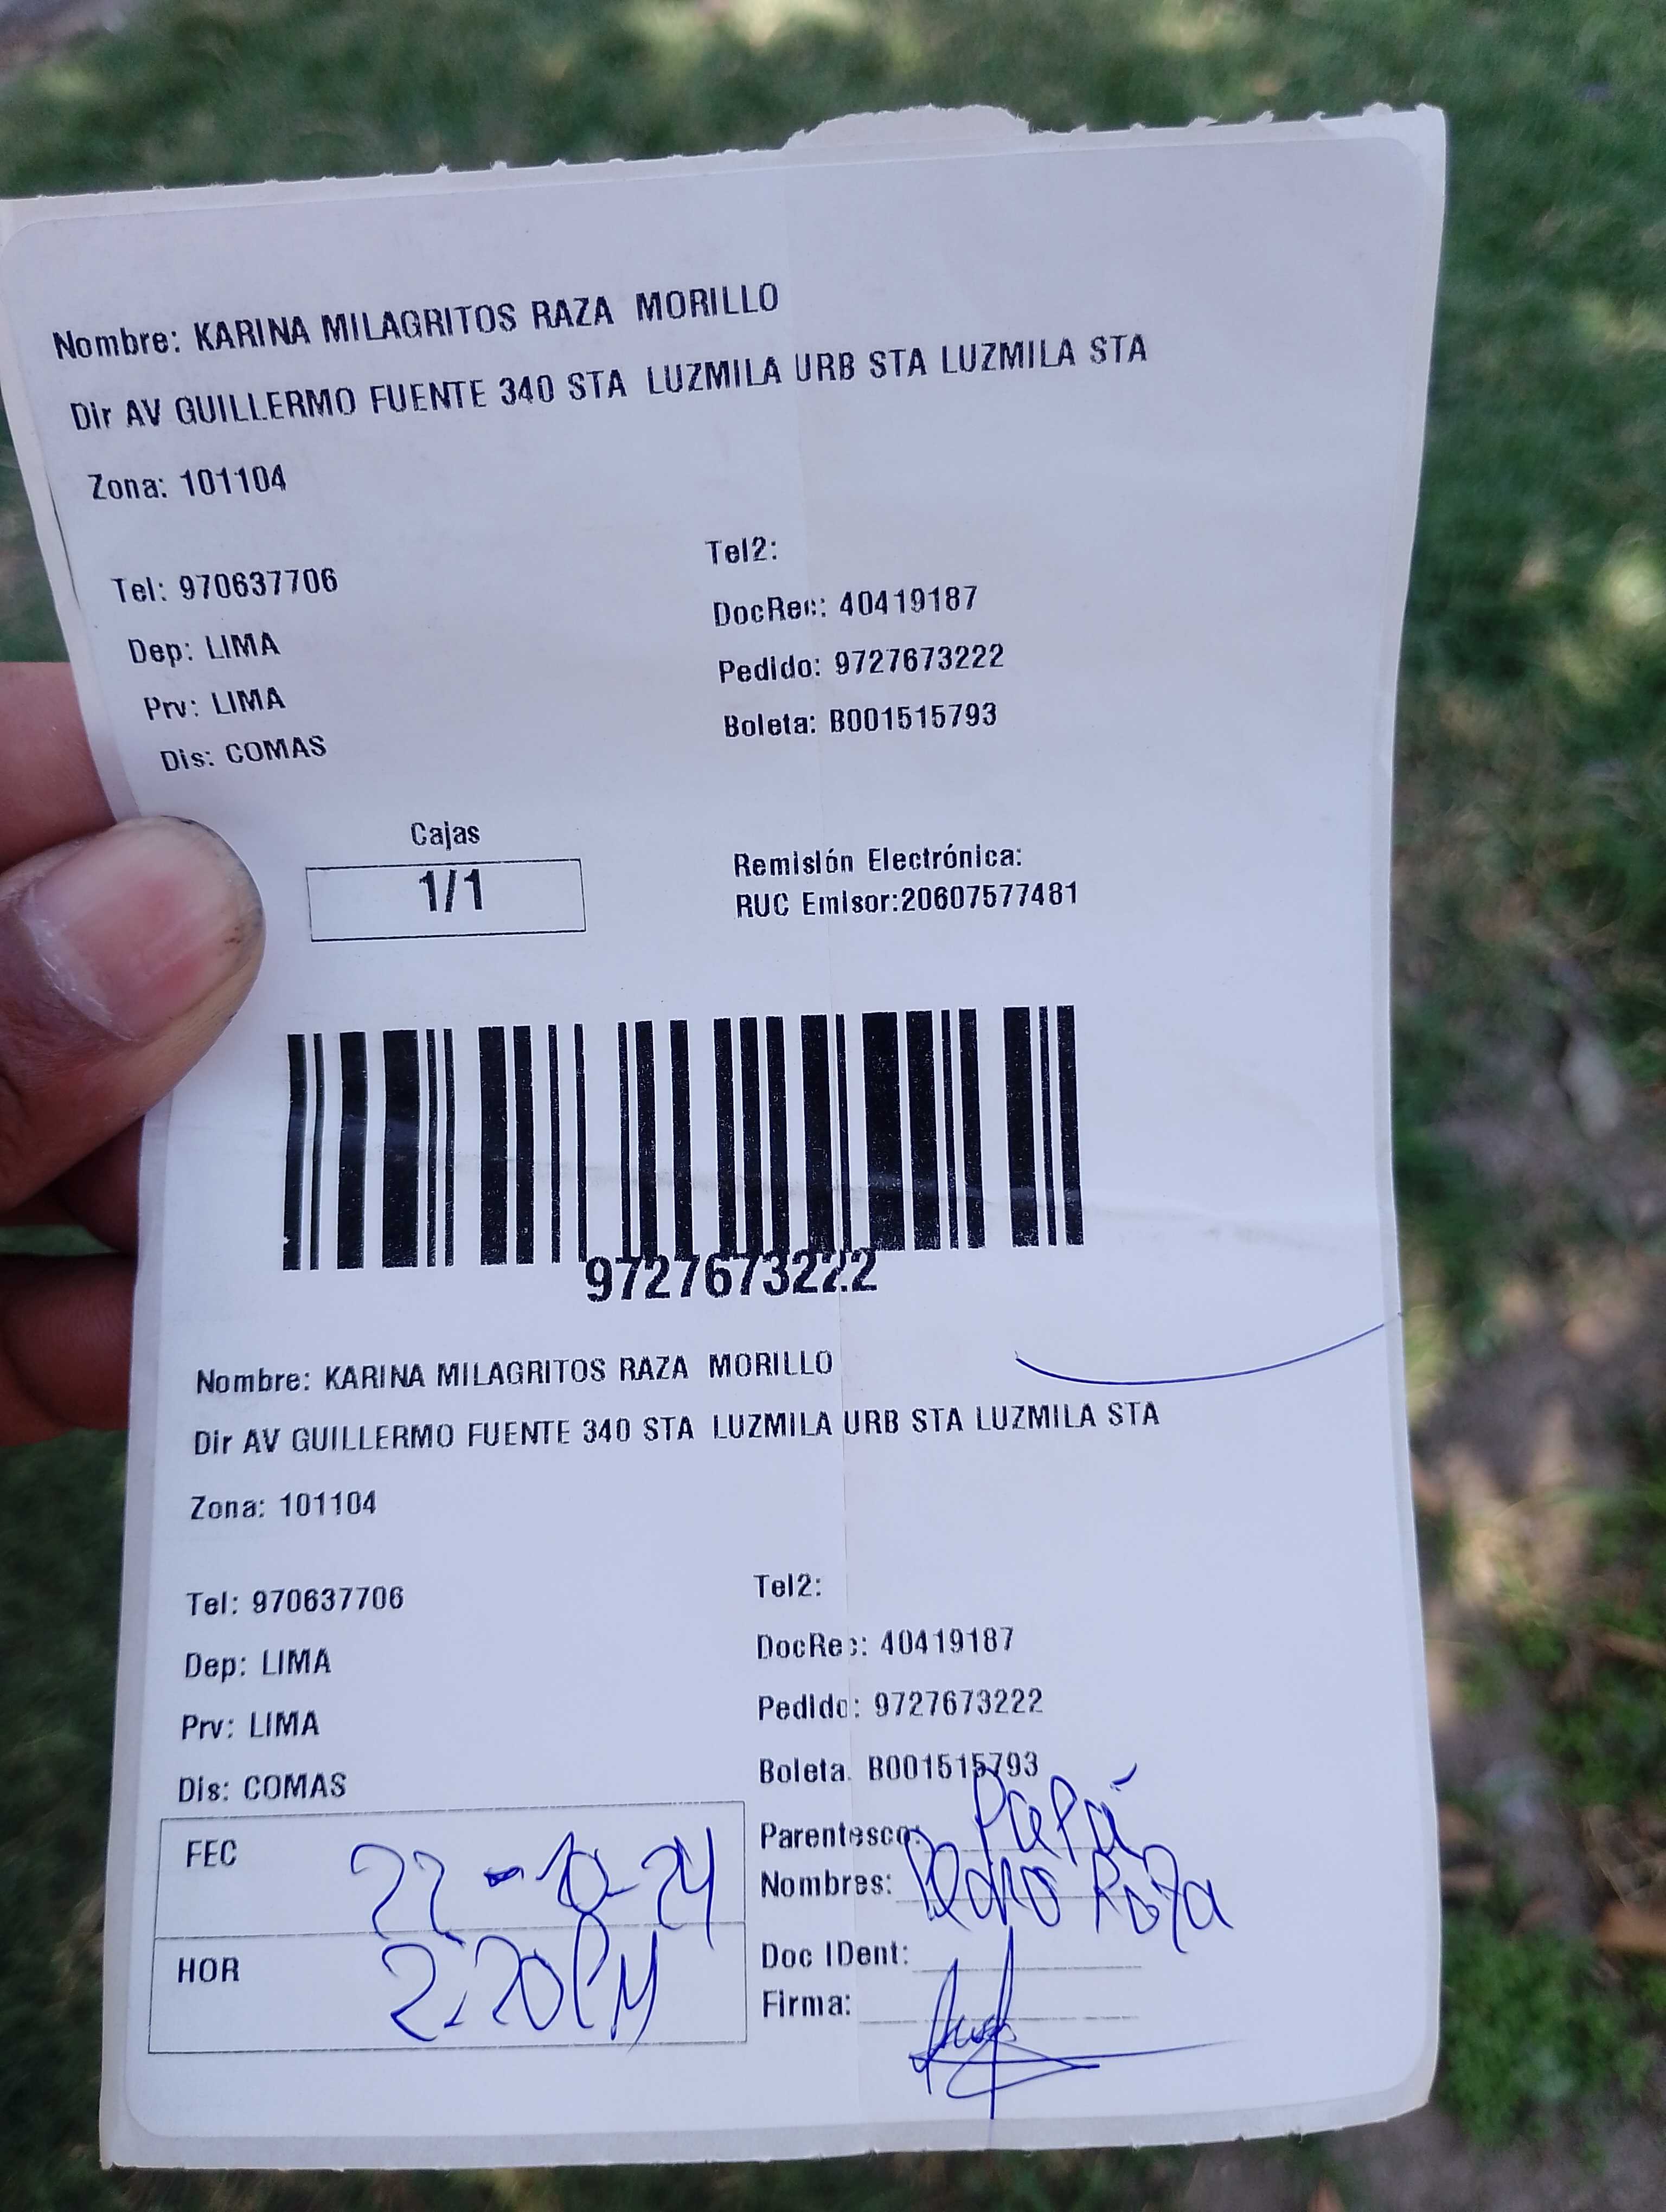 Nombre: KARINA MILAGRITOS RAZA MORILLO
Dir AV GUILLERMO FUENTE 340 STA LUZMILA URB STA LUZMILA STA
Zona: 101104
Tel: 970637706
Tel2:
Dep: LIMA
DocRec: 40419187
Prv: LIMA
Pedido: 9727673222
Dis: COMAS
Boleta: B001515793
Cajas
1/1
Remisión Electrónica:
RUC Emisor:20607577481
9727673222
Nombre: KARINA MILAGRITOS RAZA MORILLO
Dir AV GUILLERMO FUENTE 340 STA LUZMILA URB STA LUZMILA STA
Zona: 101104
Tel: 970637706
Tel2:
Dep: LIMA
DocRec: 40419187
Prv: LIMA
Pedido: 9727673222
Dis: COMAS
Boleta: B001515793
FEC 22-10-24
Parentesco: Papá
Nombres: Pedro Raza
HOR 2:20PM
Doc IDent:
Firma: